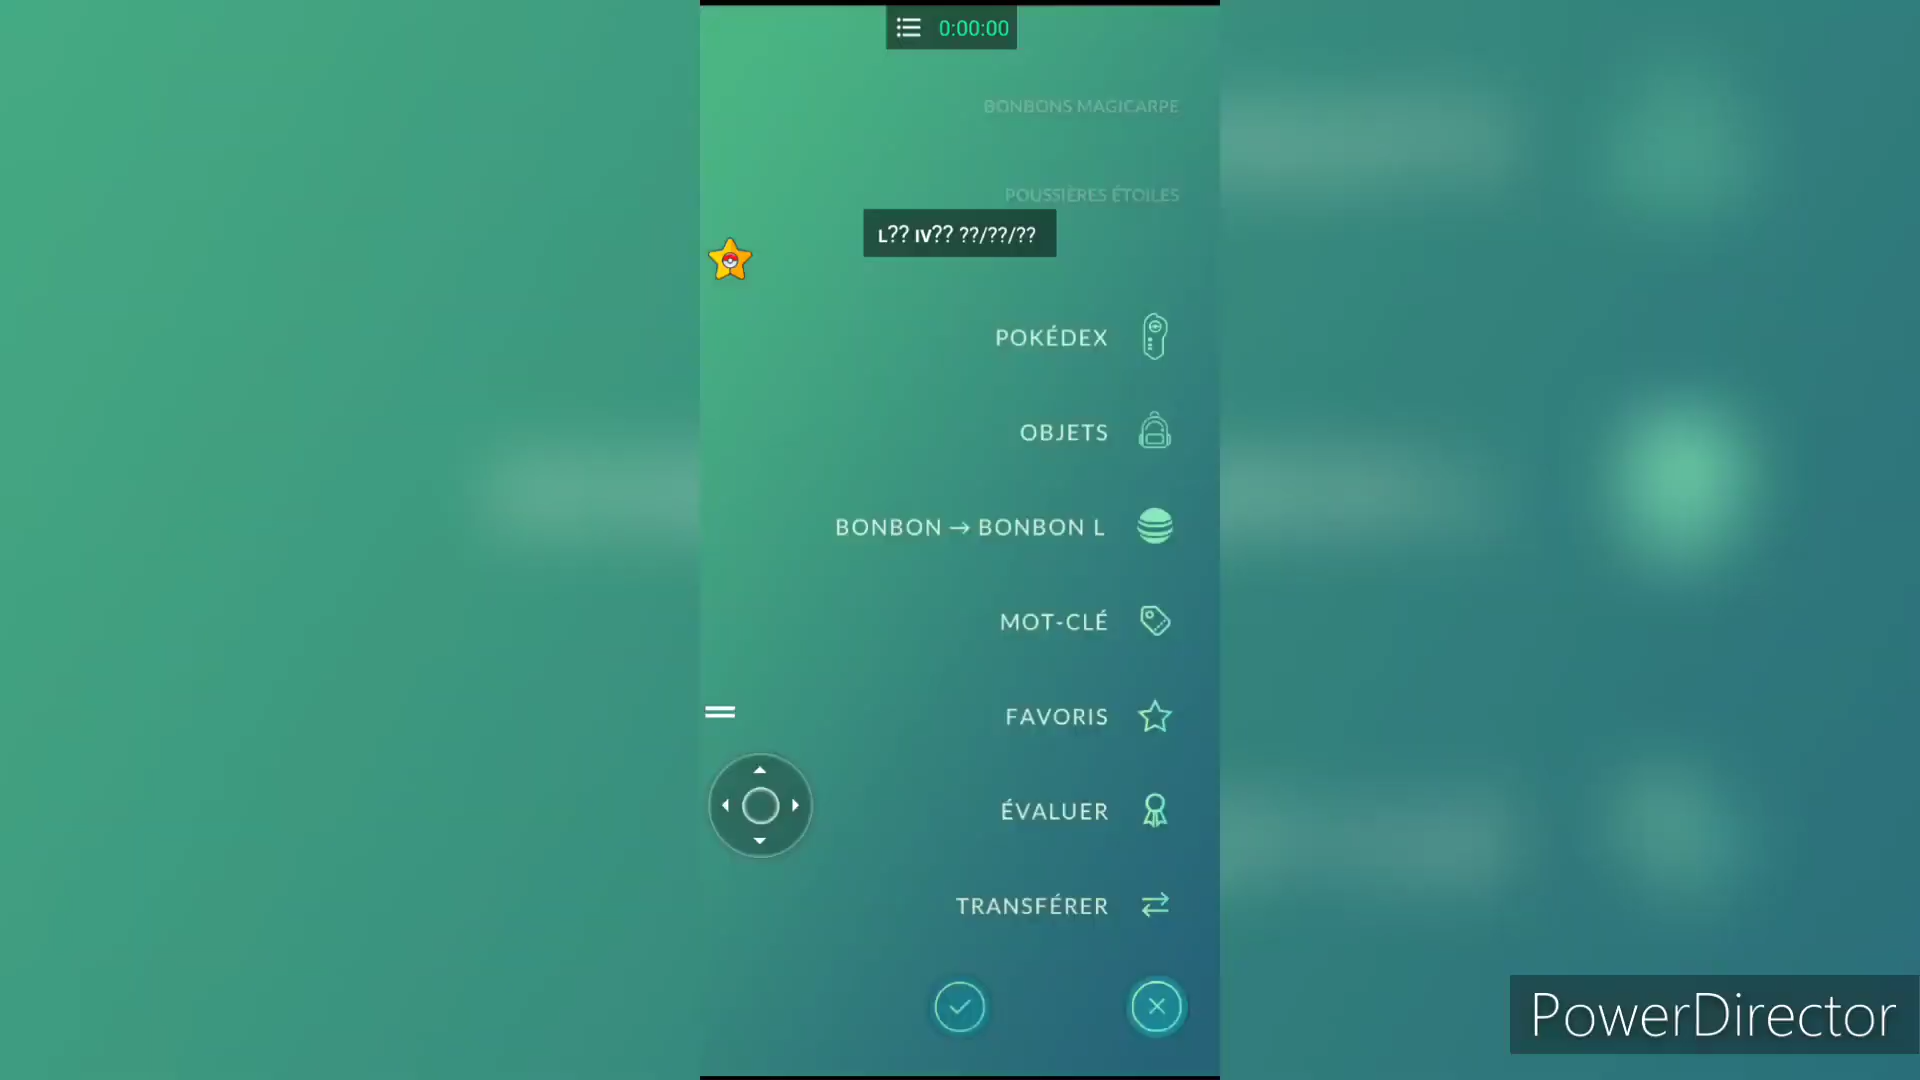 0:00:00
BONBONS MAGICARPE
POUSSIÈRES ÉTOILES
L?? IV?? ??/??/??
POKÉDEX
OBJETS
BONBON → BONBON L
MOT-CLÉ
FAVORIS
ÉVALUER
TRANSFÉRER
PowerDirector